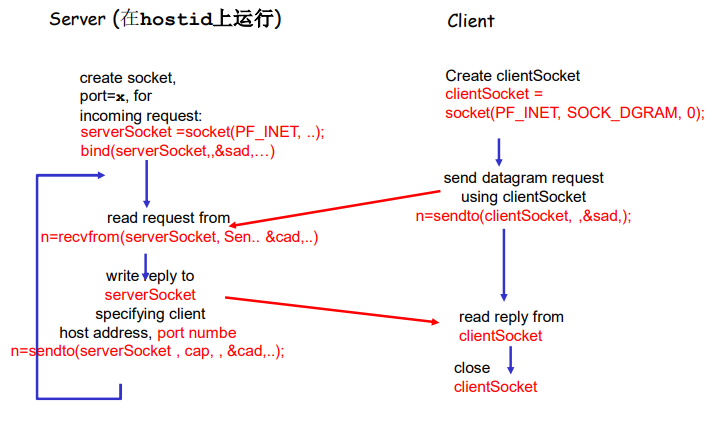 Server (在hostid上运行)
create socket,
port=x, for
incoming request:
serverSocket =socket(PF_INET, ..);
bind(serverSocket,,&sad,…)
read request from
n=recvfrom(serverSocket, Sen.. &cad,..)
write reply to
serverSocket
specifying client
host address, port numbe
n=sendto(serverSocket , cap, , &cad,..);
Client
Create clientSocket
clientSocket =
socket(PF_INET, SOCK_DGRAM, 0);
send datagram request
using clientSocket
n=sendto(clientSocket, ,&sad,);
read reply from
clientSocket
close
clientSocket